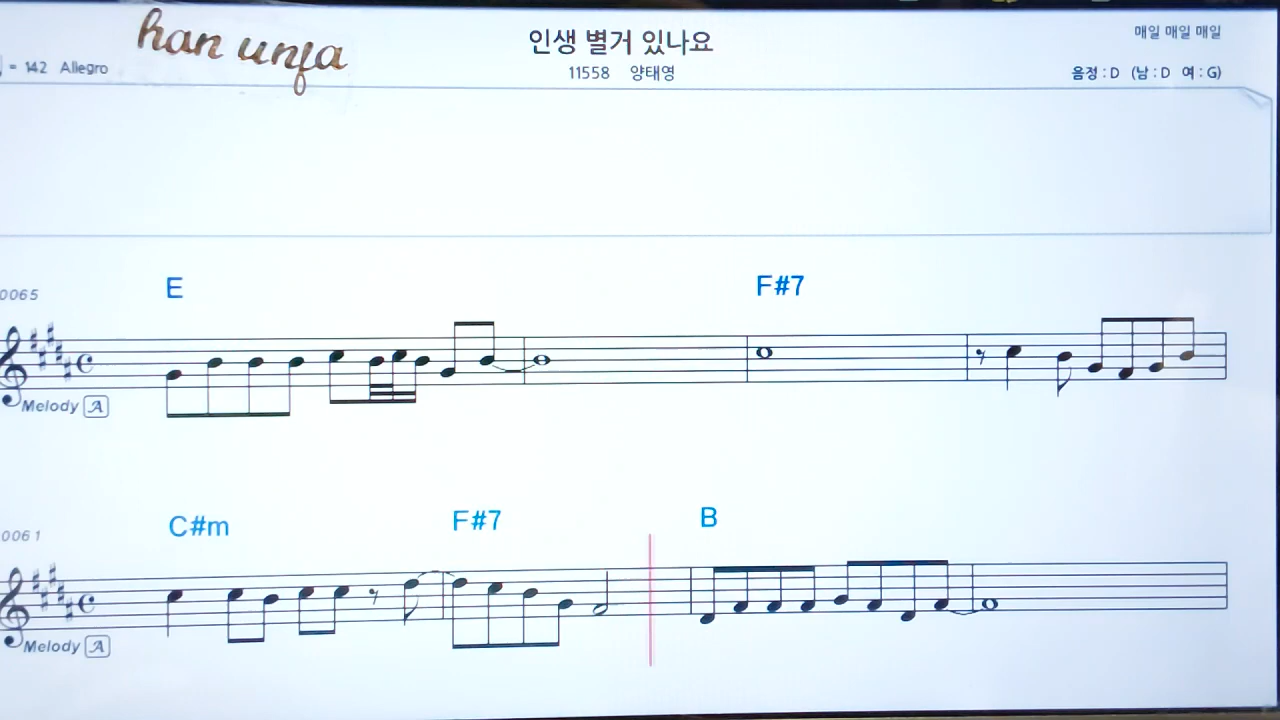 han unja
인생 별거 있나요
매일 매일 매일
= 142 Allegro
11558 양태영
음정 : D (남 : D 여 : G)
E F#7
0065
Melody A
C#m F#7 B
0061
Melody A